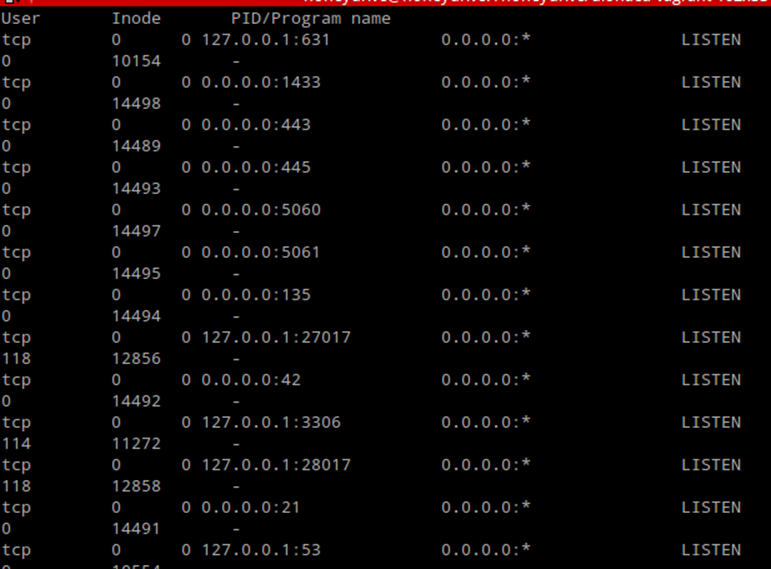 User Inode PID/Program name
tcp 0 0 127.0.0.1:631 0.0.0.0:* LISTEN
0 10154 -
tcp 0 0 0.0.0.0:1433 0.0.0.0:* LISTEN
0 14498 -
tcp 0 0 0.0.0.0:443 0.0.0.0:* LISTEN
0 14489 -
tcp 0 0 0.0.0.0:445 0.0.0.0:* LISTEN
0 14493 -
tcp 0 0 0.0.0.0:5060 0.0.0.0:* LISTEN
0 14497 -
tcp 0 0 0.0.0.0:5061 0.0.0.0:* LISTEN
0 14495 -
tcp 0 0 0.0.0.0:135 0.0.0.0:* LISTEN
0 14494 -
tcp 0 0 127.0.0.1:27017 0.0.0.0:* LISTEN
118 12856 -
tcp 0 0 0.0.0.0:42 0.0.0.0:* LISTEN
0 14492 -
tcp 0 0 127.0.0.1:3306 0.0.0.0:* LISTEN
114 11272 -
tcp 0 0 127.0.0.1:28017 0.0.0.0:* LISTEN
118 12858 -
tcp 0 0 0.0.0.0:21 0.0.0.0:* LISTEN
0 14491 -
tcp 0 0 127.0.0.1:53 0.0.0.0:* LISTEN